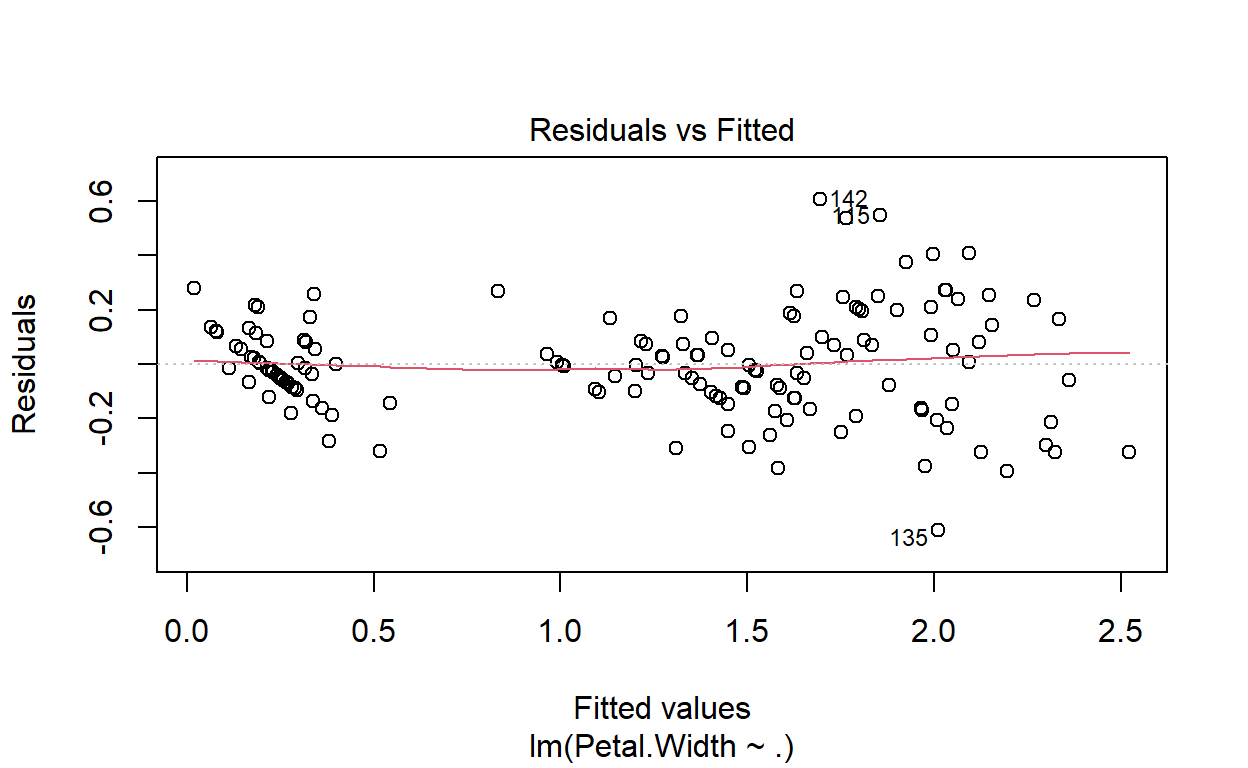 Residuals vs Fitted
Residuals
0.6
0.2
-0.2
-0.6
142
115
135
0.0 0.5 1.0 1.5 2.0 2.5
Fitted values
lm(Petal.Width ~ .)